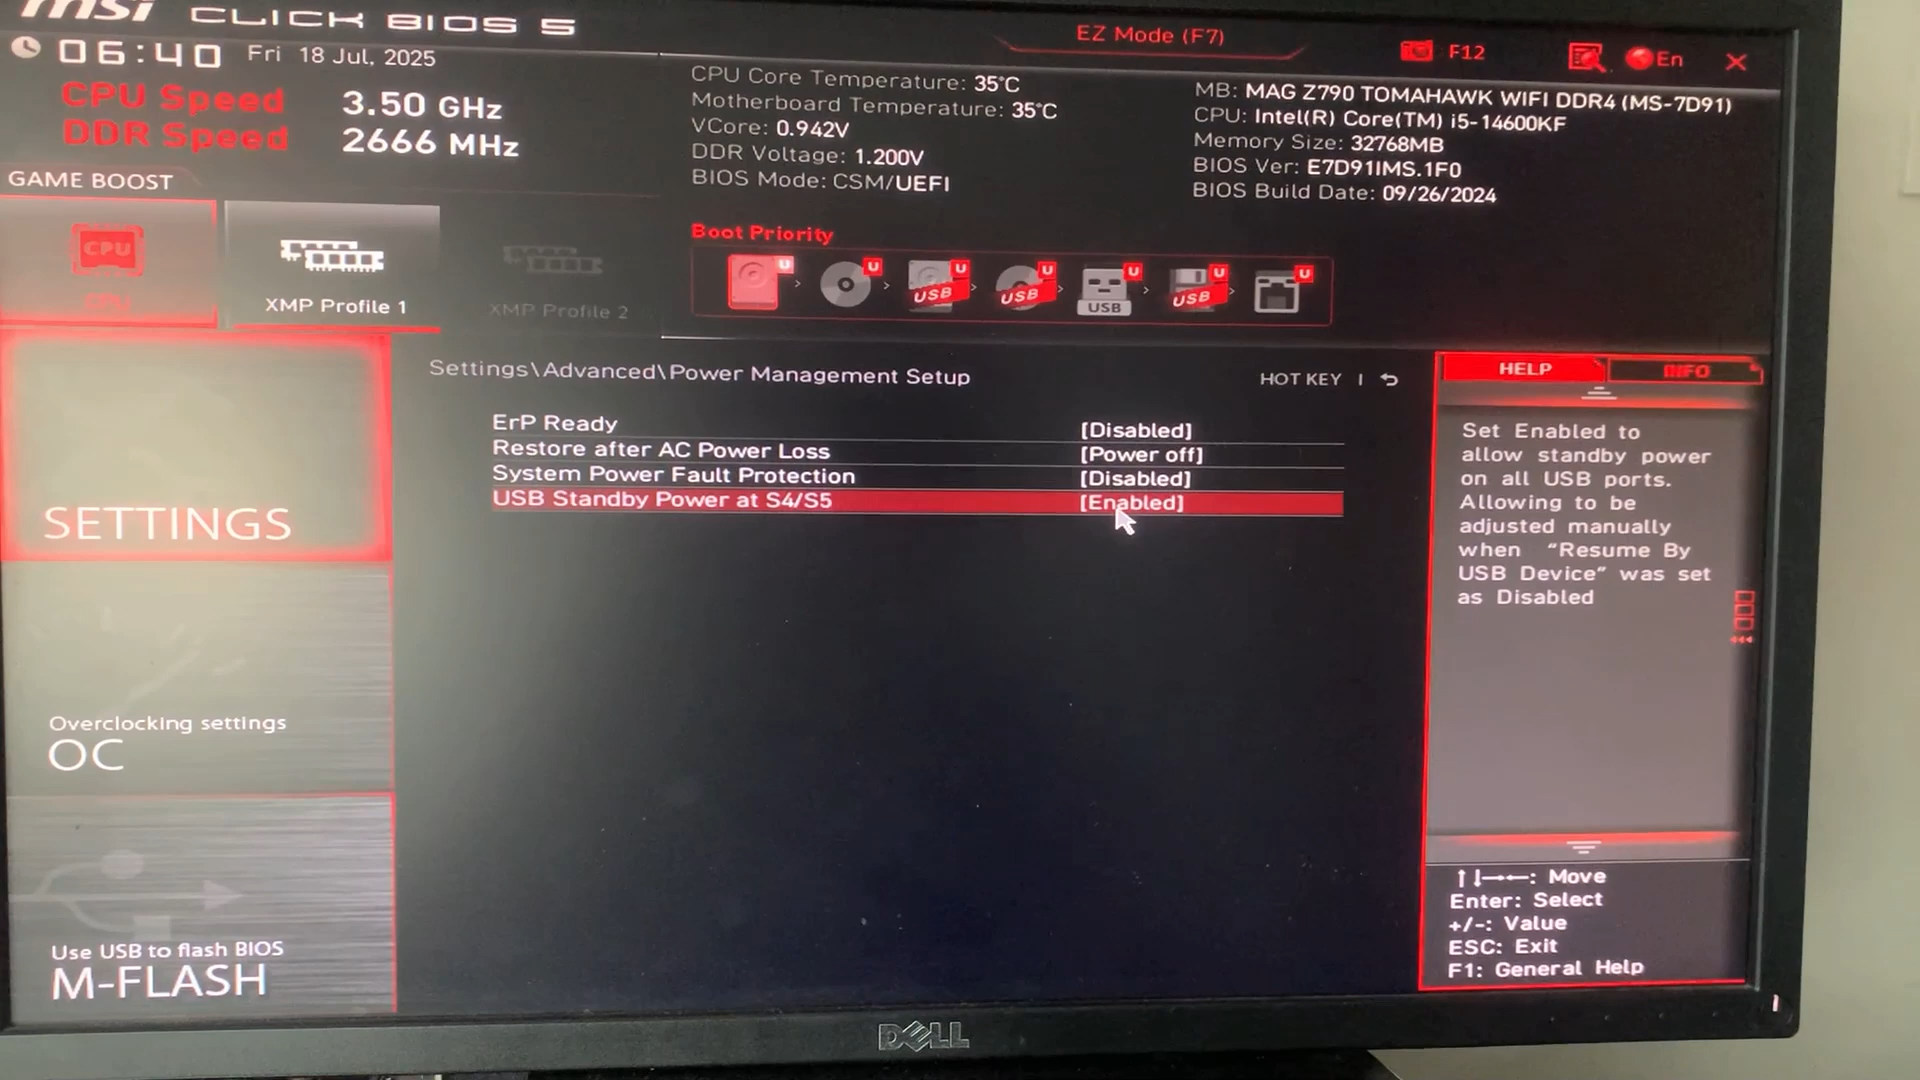 msi CLICK BIOS 5
EZ Mode (F7)
F12
En
06:40 Fri 18 Jul, 2025
CPU Speed 3.50 GHz
DDR Speed 2666 MHz
CPU Core Temperature: 35°C
Motherboard Temperature: 35°C
VCore: 0.942V
DDR Voltage: 1.200V
BIOS Mode: CSM/UEFI
MB: MAG Z790 TOMAHAWK WIFI DDR4 (MS-7D91)
CPU: Intel(R) Core(TM) i5-14600KF
Memory Size: 32768MB
BIOS Ver: E7D91IMS.1F0
BIOS Build Date: 09/26/2024
GAME BOOST
CPU
CPU
XMP Profile 1
XMP Profile 2
Boot Priority
U U U U U U U
USB USB USB USB
Settings\Advanced\Power Management Setup
HOT KEY |
ErP Ready [Disabled]
Restore after AC Power Loss [Power off]
System Power Fault Protection [Disabled]
USB Standby Power at S4/S5 [Enabled]
SETTINGS
Overclocking settings
OC
Use USB to flash BIOS
M-FLASH
HELP INFO
Set Enabled to
allow standby power
on all USB ports.
Allowing to be
adjusted manually
when "Resume By
USB Device" was set
as Disabled
↑↓→←: Move
Enter: Select
+/-: Value
ESC: Exit
F1: General Help
DELL